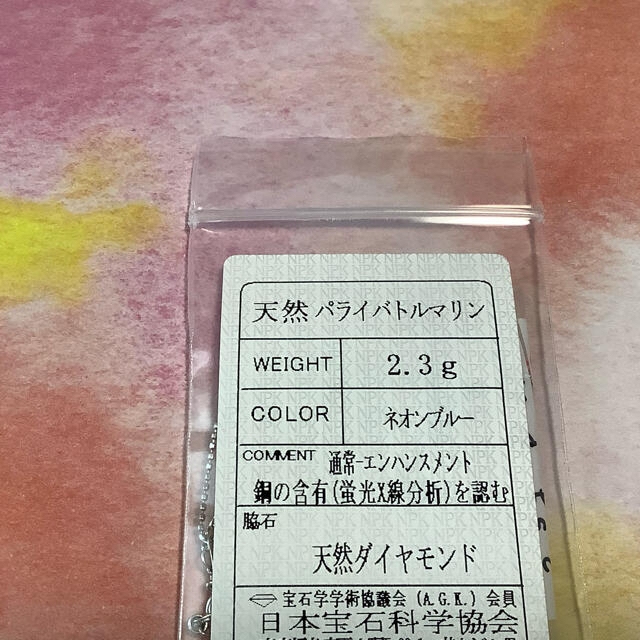 天然 パライバトルマリン
WEIGHT 2.3g
COLOR ネオンブルー
COMMENT 通常-エンハンスメント
銅の含有(蛍光X線分析)を認む
脇石
天然ダイヤモンド
宝石学学術協議会 (A.G.K.) 会員
日本宝石科学協会